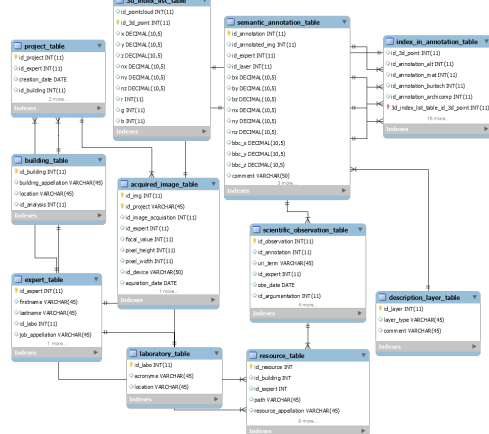 3d_index_list_table
id_pointcloud INT(11)
id_3d_point INT(11)
x DECIMAL(10,5)
y DECIMAL(10,5)
z DECIMAL(10,5)
nx DECIMAL(10,5)
ny DECIMAL(10,5)
nz DECIMAL(10,5)
r INT(11)
g INT(11)
b INT(11)
Indexes
semantic_annotation_table
id_annotation INT(11)
id_annotated_img INT(11)
id_expert INT(11)
id_layer INT(11)
bx DECIMAL(10,5)
by DECIMAL(10,5)
bz DECIMAL(10,5)
nx DECIMAL(10,5)
ny DECIMAL(10,5)
nz DECIMAL(10,5)
bbc_x DECIMAL(10,5)
bbc_y DECIMAL(10,5)
bbc_z DECIMAL(10,5)
comment VARCHAR(50)
3 more...
Indexes
index_in_annotation_table
id_3d_point INT(11)
id_annotation_alt INT(11)
id_annotation_mat INT(11)
id_annotation_buitech INT(11)
id_annotation_archcomp INT(11)
3d_index_list_table_id_3d_point INT(11)
Indexes
project_table
id_project INT(11)
id_expert INT(11)
creation_date DATE
id_building INT(11)
2 more...
Indexes
building_table
id_building INT(11)
building_appellation VARCHAR(45)
location VARCHAR(45)
id_analysis INT(11)
Indexes
acquired_image_table
id_img INT(11)
id_project VARCHAR(45)
id_image_acquisition INT(11)
id_expert INT(11)
focal_value INT(11)
pixel_height INT(11)
pixel_width INT(11)
id_device VARCHAR(50)
aquisition_date DATE
1 more...
Indexes
scientific_observation_table
id_observation INT(11)
id_annotation INT(11)
uri_term VARCHAR(45)
id_expert INT(11)
obs_date DATE
id_argumentation INT(11)
4 more...
Indexes
expert_table
id_expert INT(11)
firstname VARCHAR(45)
lastname VARCHAR(45)
id_labo INT(11)
job_appellation VARCHAR(45)
1 more...
Indexes
description_layer_table
id_layer INT(11)
layer_type VARCHAR(45)
comment VARCHAR(45)
Indexes
laboratory_table
id_labo INT(11)
acronyme VARCHAR(45)
location VARCHAR(45)
Indexes
resource_table
id_resource INT
id_building INT
id_expert INT
path VARCHAR(45)
resource_appellation VARCHAR(45)
Indexes